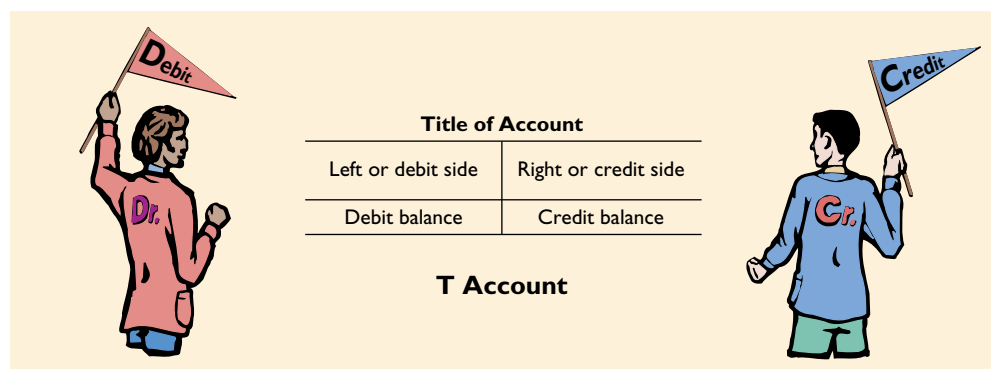 Debit
Credit
Title of Account
Left or debit side Right or credit side
Dr.
Cr.
Debit balance Credit balance
T Account